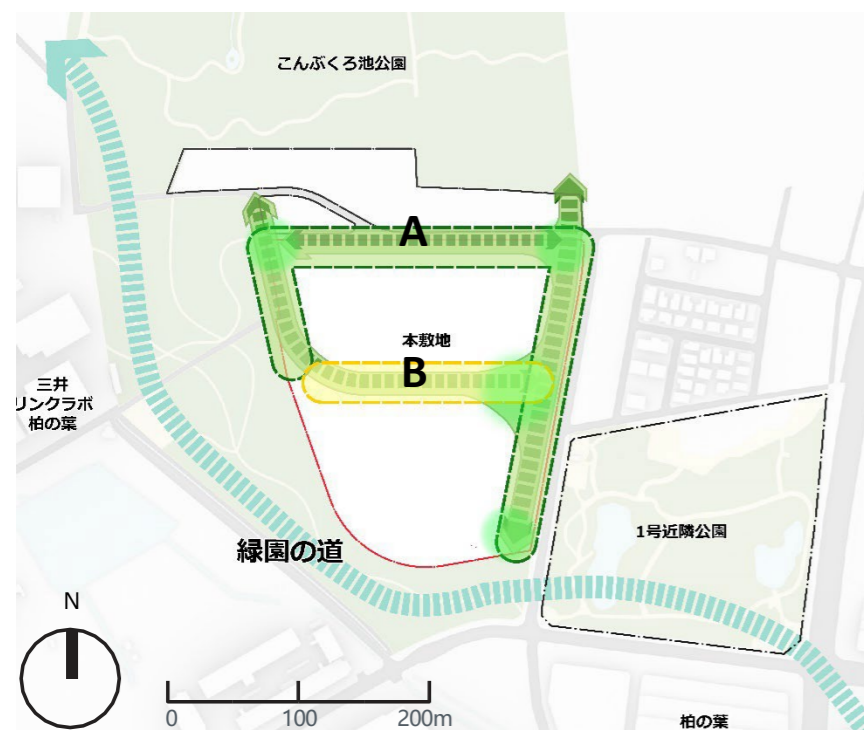 こんぶくろ池公園
A
本敷地
B
三井
リンクラボ
柏の葉
1号近隣公園
緑園の道
N
0
100
200m
柏の葉